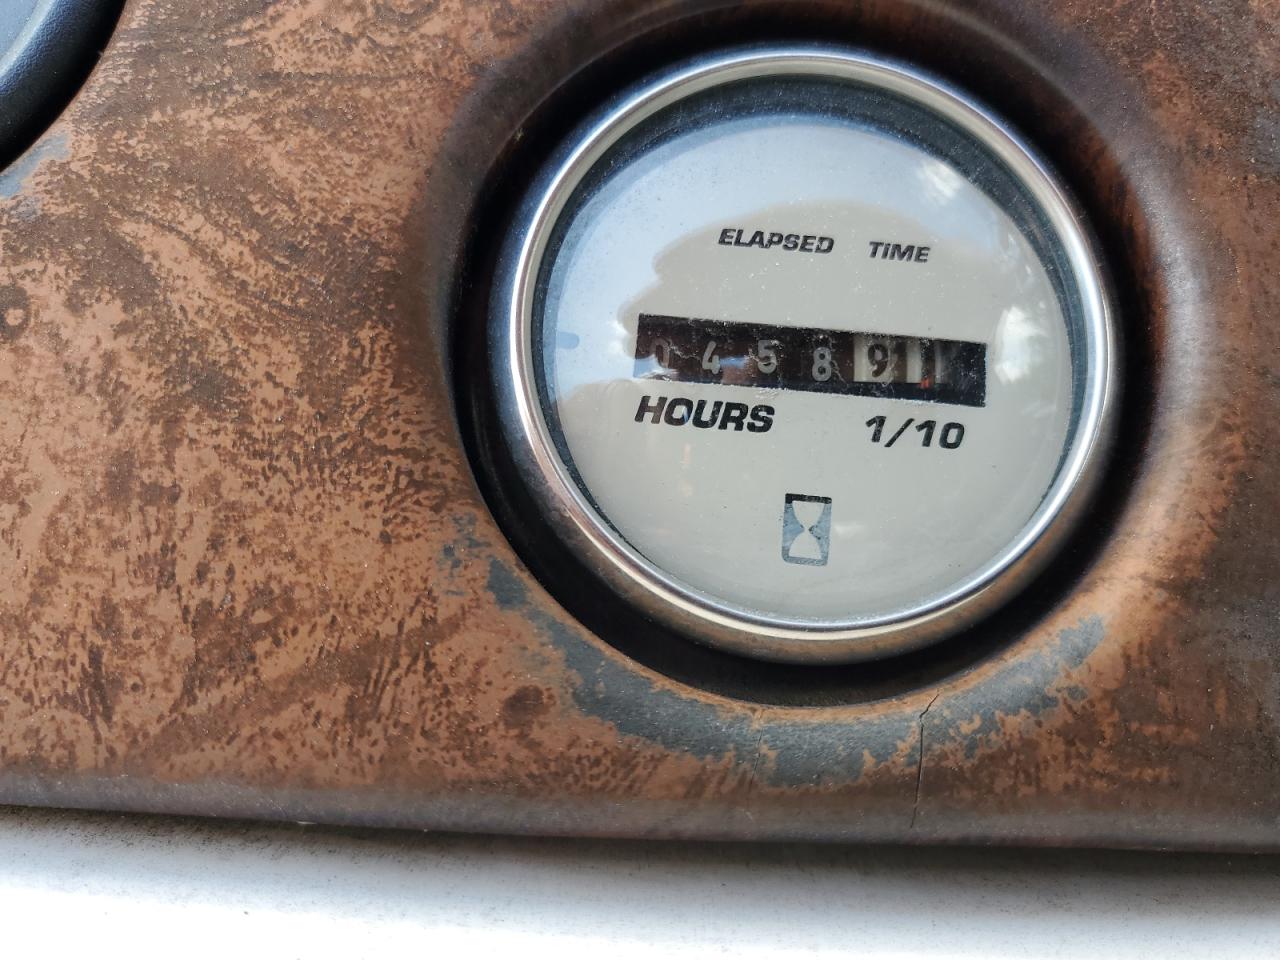 ELAPSED TIME
0 4 5 8 9
HOURS 1/10